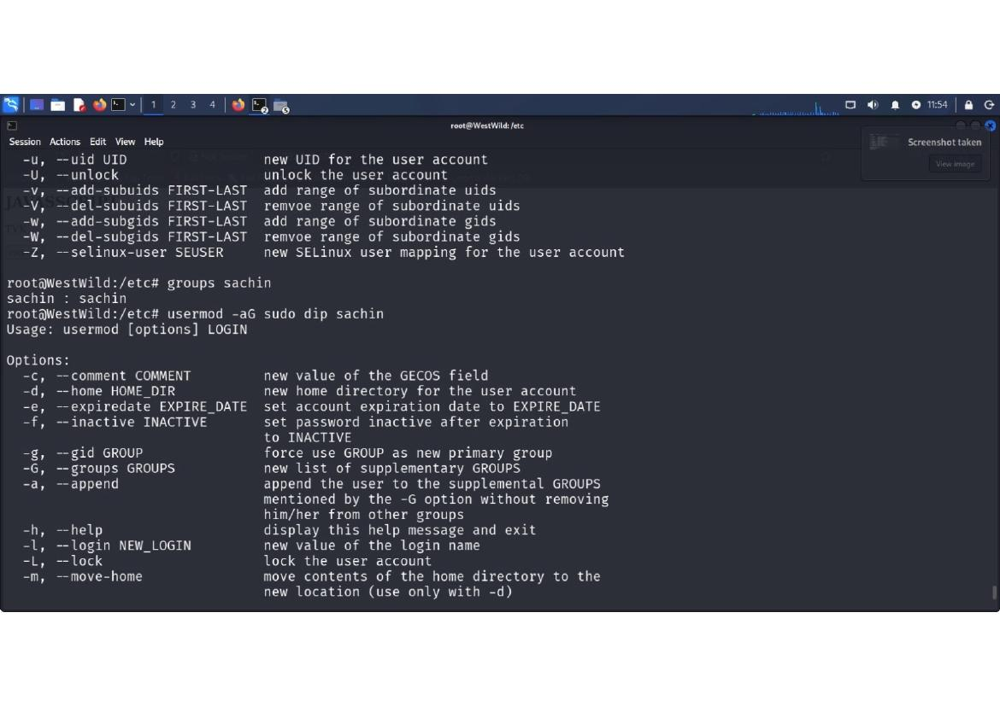 1 2 3 4
2
5
11:54
root@WestWild: /etc
Session Actions Edit View Help
Screenshot taken
View image
-u, --uid UID new UID for the user account
-U, --unlock unlock the user account
-v, --add-subuids FIRST-LAST add range of subordinate uids
-V, --del-subuids FIRST-LAST remvoe range of subordinate uids
-w, --add-subgids FIRST-LAST add range of subordinate gids
-W, --del-subgids FIRST-LAST remvoe range of subordinate gids
-Z, --selinux-user SEUSER new SELinux user mapping for the user account
root@WestWild:/etc# groups sachin
sachin : sachin
root@WestWild:/etc# usermod -aG sudo dip sachin
Usage: usermod [options] LOGIN
Options:
-c, --comment COMMENT new value of the GECOS field
-d, --home HOME_DIR new home directory for the user account
-e, --expiredate EXPIRE_DATE set account expiration date to EXPIRE_DATE
-f, --inactive INACTIVE set password inactive after expiration
to INACTIVE
-g, --gid GROUP force use GROUP as new primary group
-G, --groups GROUPS new list of supplementary GROUPS
-a, --append append the user to the supplemental GROUPS
mentioned by the -G option without removing
him/her from other groups
-h, --help display this help message and exit
-l, --login NEW_LOGIN new value of the login name
-L, --lock lock the user account
-m, --move-home move contents of the home directory to the
new location (use only with -d)